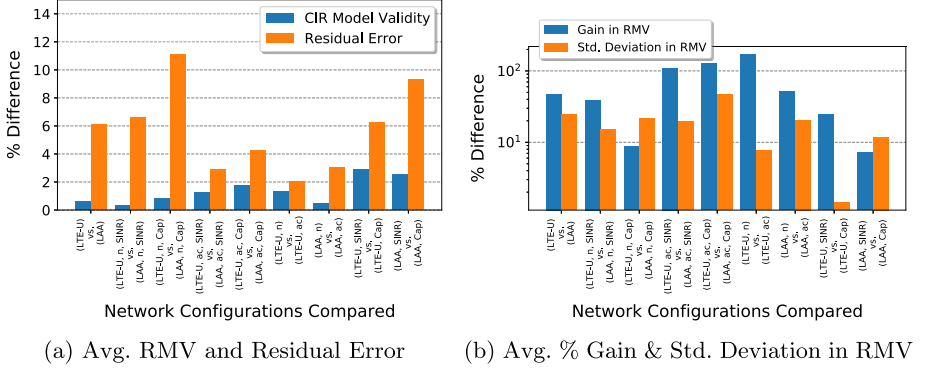 CIR Model Validity
Residual Error
% Difference
14
12
10
8
6
4
2
0
(LTE-U)
vs.
(LAA)
(LTE-U, n, SINR)
vs.
(LAA, n, SINR)
(LTE-U, n, Cap)
vs.
(LAA, n, Cap)
(LTE-U, ac, SINR)
vs.
(LAA, ac, SINR)
(LTE-U, ac, Cap)
vs.
(LAA, ac, Cap)
(LTE-U, n)
vs.
(LTE-U, ac)
(LAA, n)
vs.
(LAA, ac)
(LTE-U, SINR)
vs.
(LTE-U, Cap)
(LAA, SINR)
vs.
(LAA, Cap)
Network Configurations Compared
(a) Avg. RMV and Residual Error
Gain in RMV
Std. Deviation in RMV
% Difference
10²
10¹
(LTE-U)
vs.
(LAA)
(LTE-U, n, SINR)
vs.
(LAA, n, SINR)
(LTE-U, n, Cap)
vs.
(LAA, n, Cap)
(LTE-U, ac, SINR)
vs.
(LAA, ac, SINR)
(LTE-U, ac, Cap)
vs.
(LAA, ac, Cap)
(LTE-U, n)
vs.
(LTE-U, ac)
(LAA, n)
vs.
(LAA, ac)
(LTE-U, SINR)
vs.
(LTE-U, Cap)
(LAA, SINR)
vs.
(LAA, Cap)
Network Configurations Compared
(b) Avg. % Gain & Std. Deviation in RMV